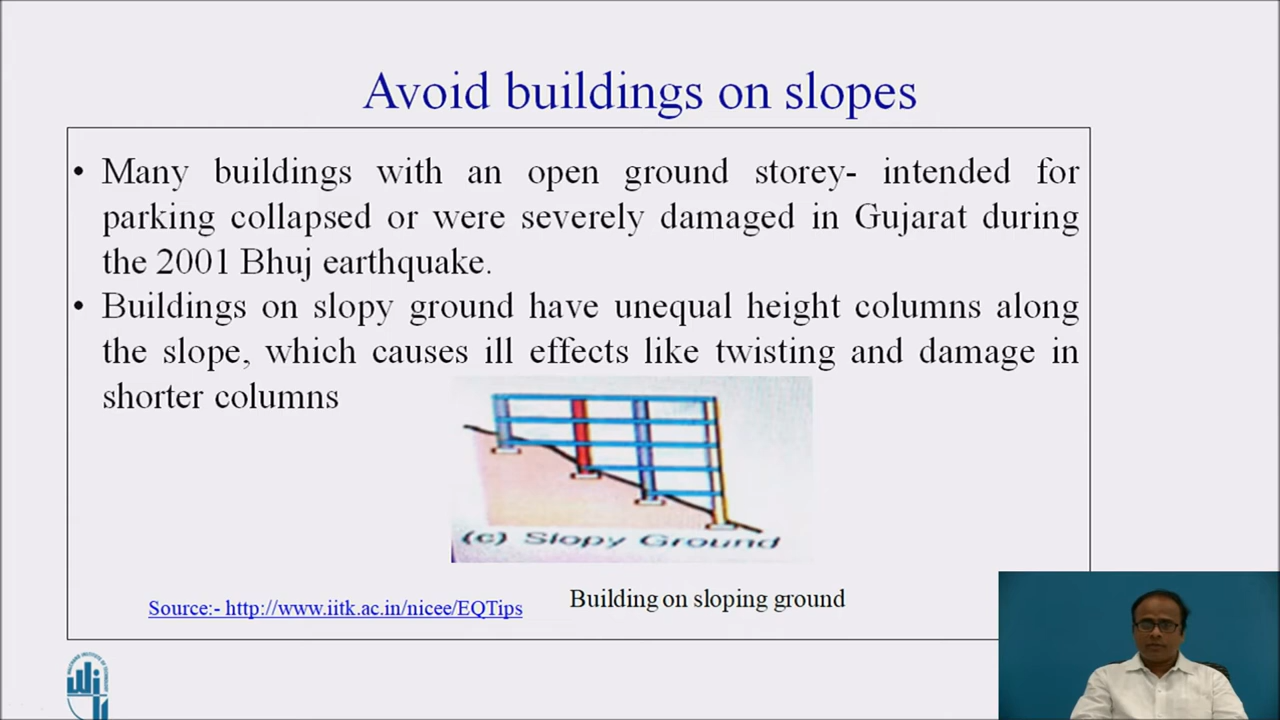 Avoid buildings on slopes
• Many buildings with an open ground storey- intended for
parking collapsed or were severely damaged in Gujarat during
the 2001 Bhuj earthquake.
• Buildings on slopy ground have unequal height columns along
the slope, which causes ill effects like twisting and damage in
shorter columns
(c) Slopy Ground
Source:- http://www.iitk.ac.in/nicee/EQTips
Building on sloping ground